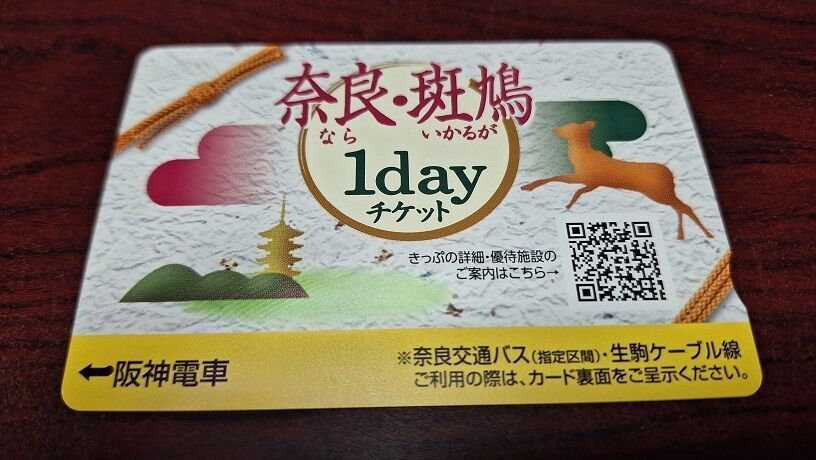 奈良・斑鳩
なら いかるが
1day
チケット
きっぷの詳細・優待施設の
ご案内はこちら→
←阪神電車
※奈良交通バス(指定区間)・生駒ケーブル線
ご利用の際は、カード裏面をご呈示ください。